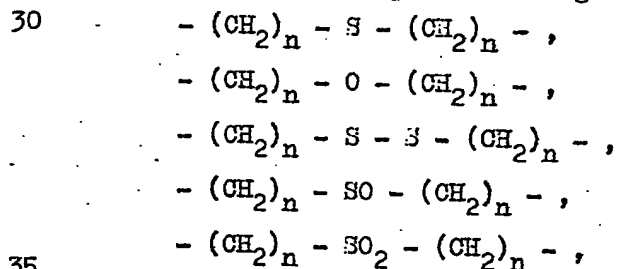 30 - (CH2)n - S - (CH2)n - ,
- (CH2)n - O - (CH2)n - ,
- (CH2)n - S - S - (CH2)n - ,
- (CH2)n - SO - (CH2)n - ,
35 - (CH2)n - SO2 - (CH2)n - ,